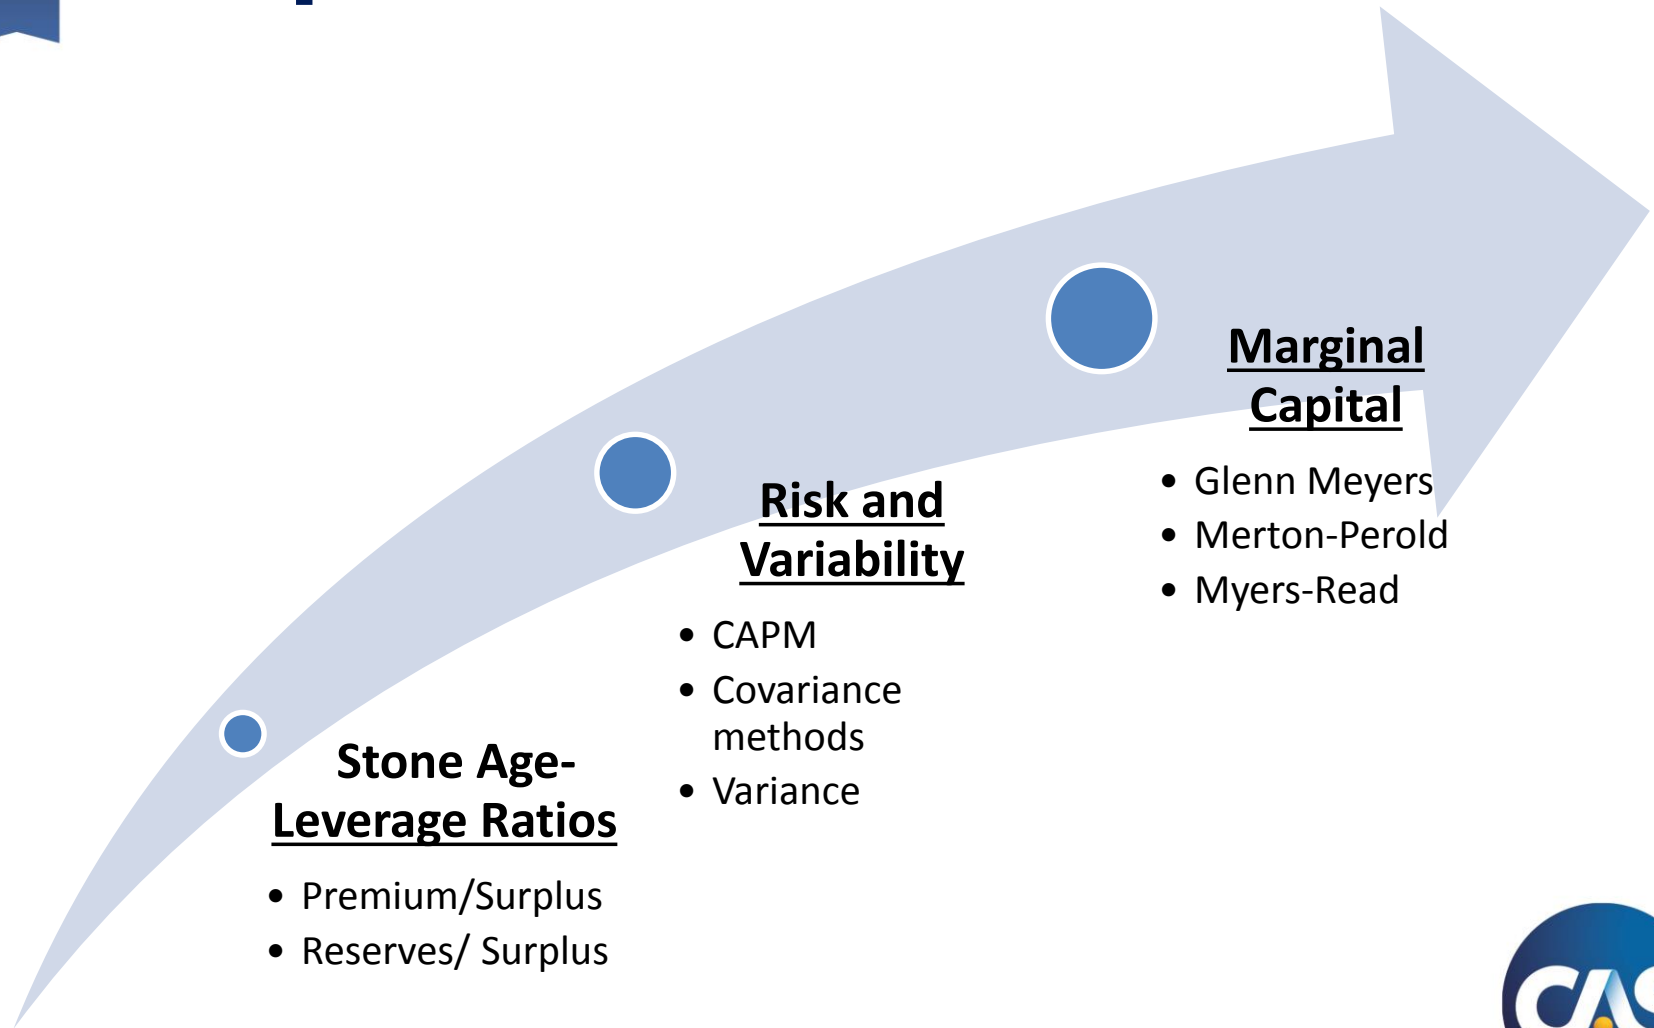 Stone Age-
Leverage Ratios
• Premium/Surplus
• Reserves/ Surplus
Risk and
Variability
• CAPM
• Covariance
methods
• Variance
Marginal
Capital
• Glenn Meyers
• Merton-Perold
• Myers-Read